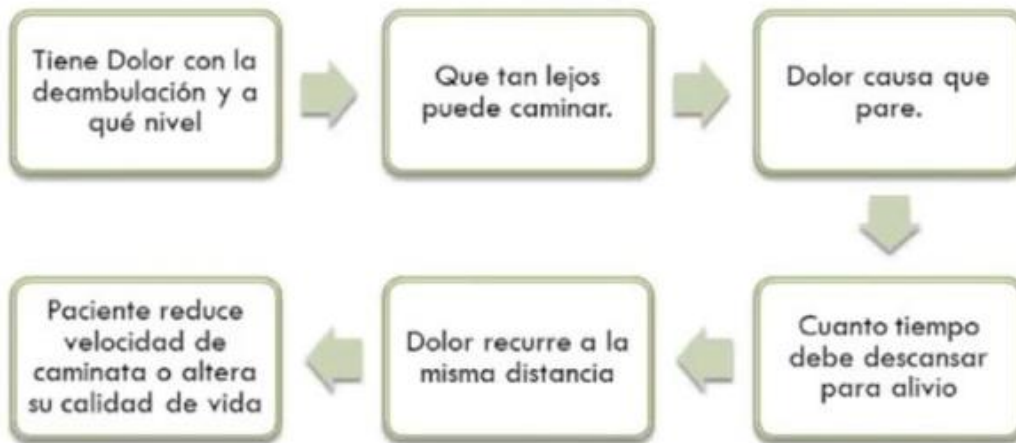 Tiene Dolor con la
deambulación y a
qué nivel
Que tan lejos
puede caminar.
Dolor causa que
pare.
Cuanto tiempo
debe descansar
para alivio
Dolor recurre a la
misma distancia
Paciente reduce
velocidad de
caminata o altera
su calidad de vida